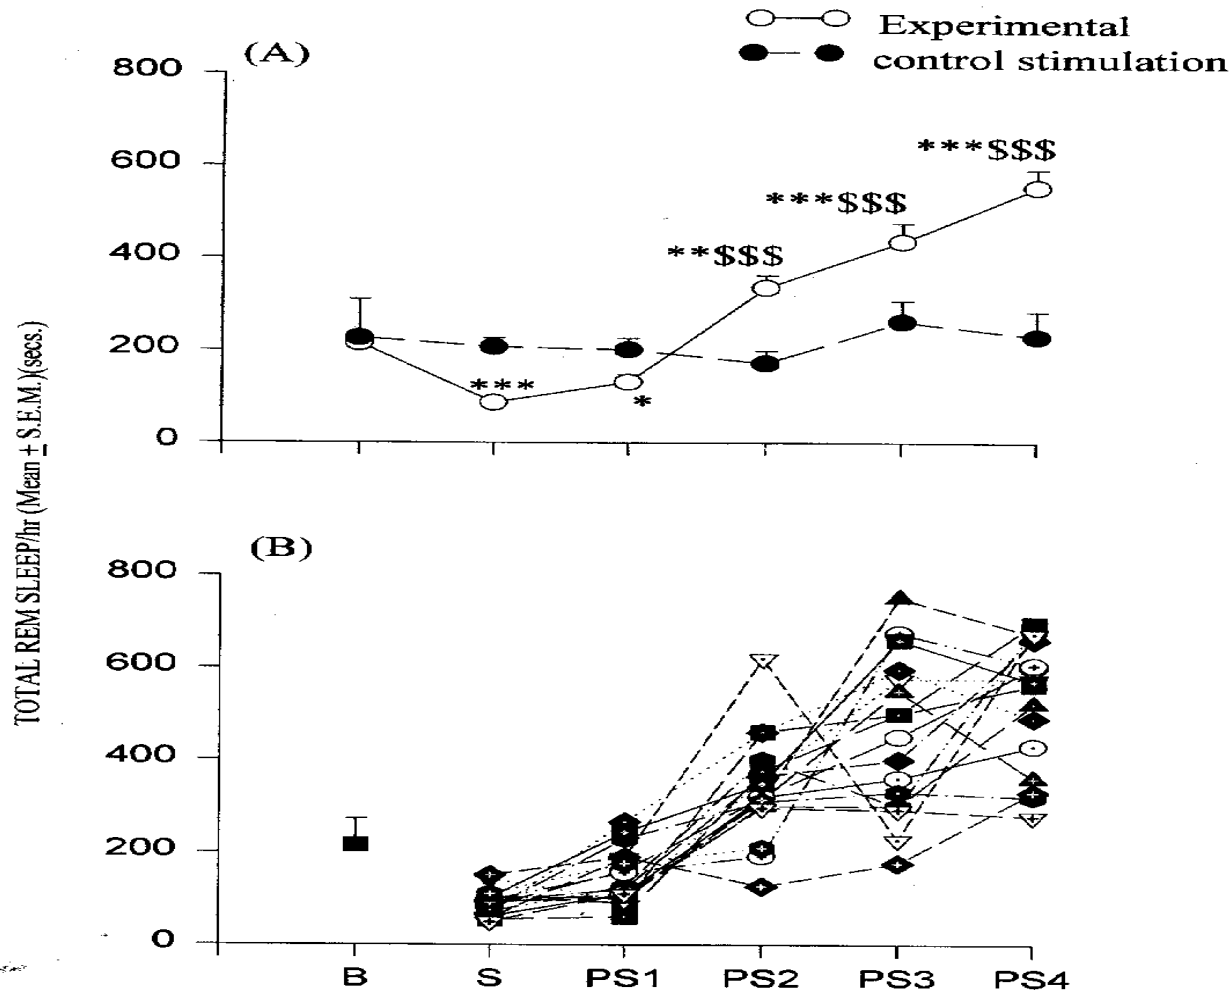 Experimental
control stimulation
(A)
800
600
400
200
0
***
*
**$$$
***$$$
***$$$
TOTAL REM SLEEP/hr (Mean ± S.E.M.)(secs.)
(B)
800
600
400
200
0
B S PS1 PS2 PS3 PS4